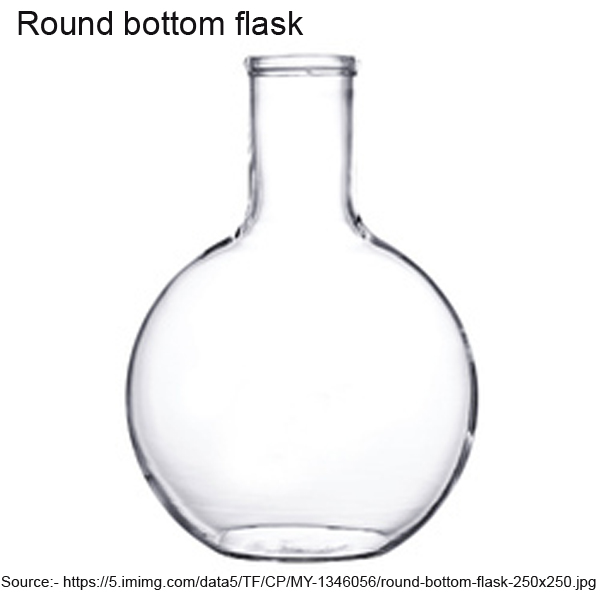 Round bottom flask
Source:- https://5.imimg.com/data5/TF/CP/MY-1346056/round-bottom-flask-250x250.jpg